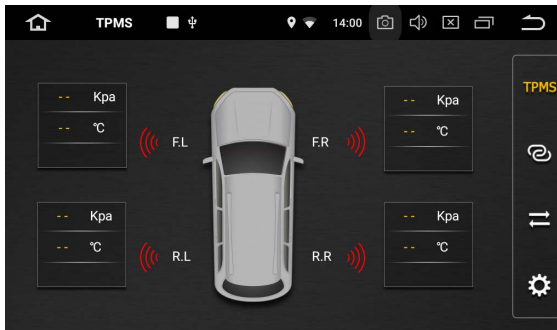 TPMS 14:00
TPMS
-- Kpa
-- ℃
F.L
F.R
-- Kpa
-- ℃
-- Kpa
-- ℃
R.L
R.R
-- Kpa
-- ℃